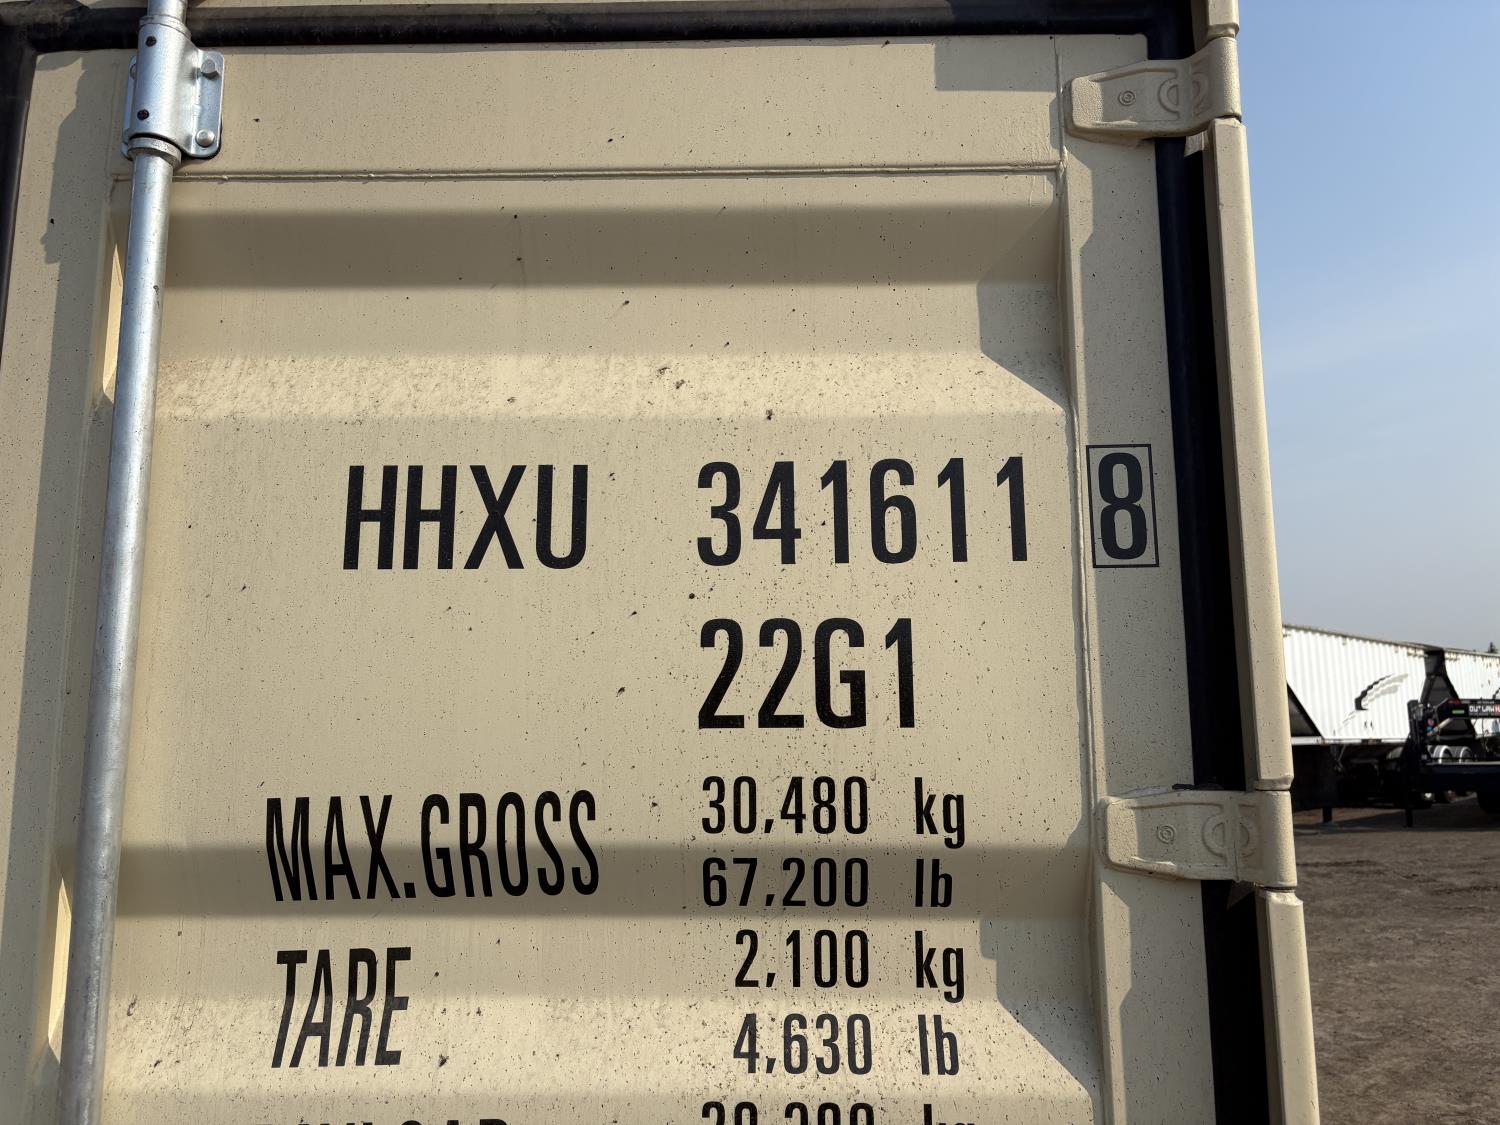 HHXU 341611 8
22G1
MAX.GROSS 30,480 kg
67,200 lb
TARE 2,100 kg
4,630 lb